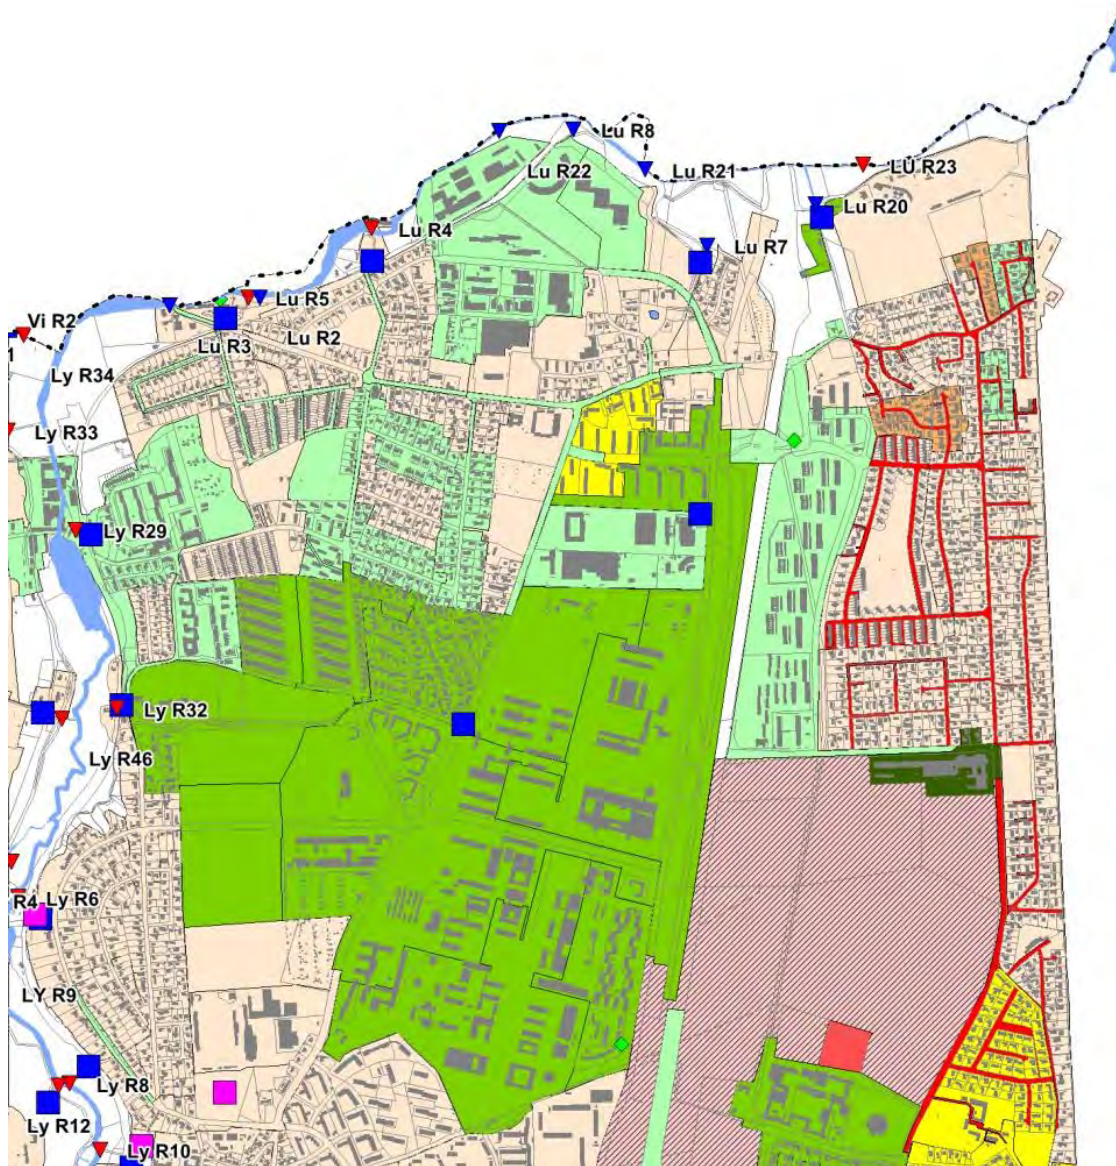 Lu R8
Lu R22
Lu R21
LU R23
Lu R20
Lu R4
Lu R7
Lu R5
Vi R2
Lu R3
Lu R2
1
Ly R34
Ly R33
Ly R29
Ly R32
Ly R46
R4
Ly R6
LY R9
Ly R8
Ly R12
Ly R10